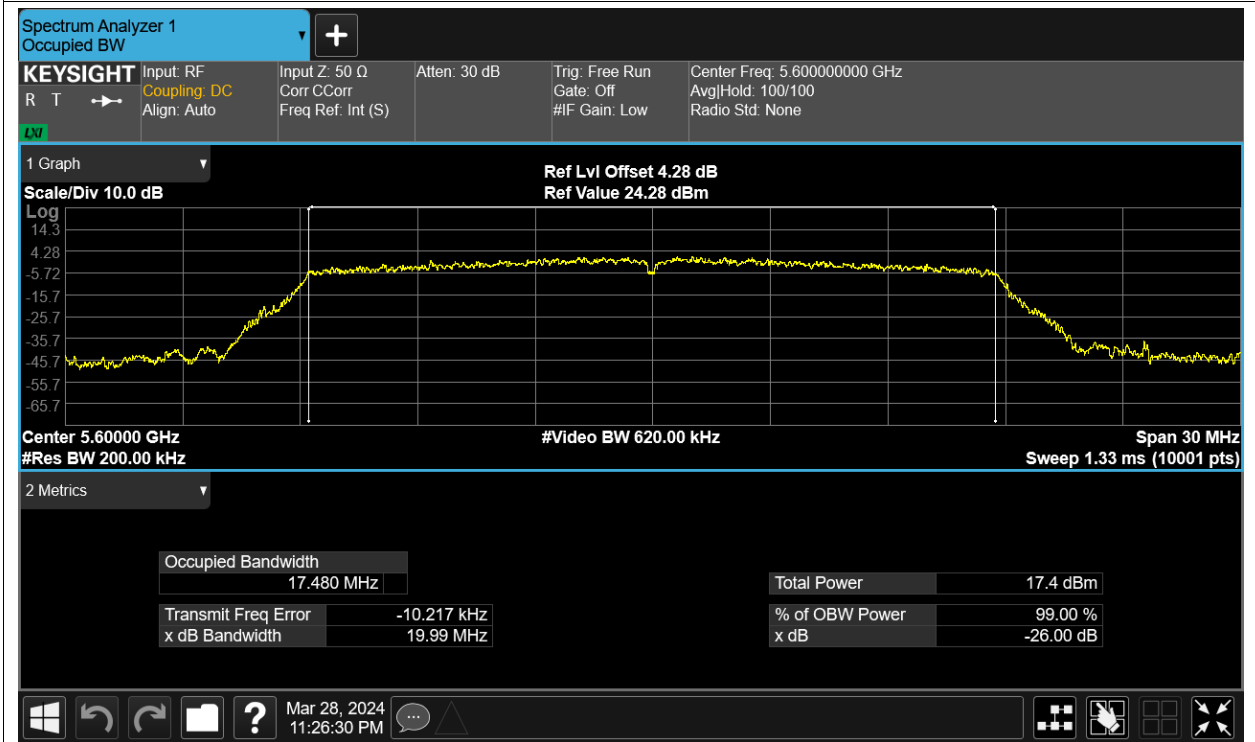 Spectrum Analyzer 1
Occupied BW
KEYSIGHT
R T
LXI
Input: RF
Coupling: DC
Align: Auto
Input Z: 50 Ω
Corr CCorr
Freq Ref: Int (S)
Atten: 30 dB
Trig: Free Run
Gate: Off
#IF Gain: Low
Center Freq: 5.600000000 GHz
Avg|Hold: 100/100
Radio Std: None
1 Graph
Scale/Div 10.0 dB
Ref Lvl Offset 4.28 dB
Ref Value 24.28 dBm
Log
14.3
4.28
-5.72
-15.7
-25.7
-35.7
-45.7
-55.7
-65.7
Center 5.60000 GHz
#Video BW 620.00 kHz
Span 30 MHz
#Res BW 200.00 kHz
Sweep 1.33 ms (10001 pts)
2 Metrics
Occupied Bandwidth
17.480 MHz
Total Power 17.4 dBm
Transmit Freq Error -10.217 kHz
% of OBW Power 99.00 %
x dB Bandwidth 19.99 MHz
x dB -26.00 dB
?
Mar 28, 2024
11:26:30 PM